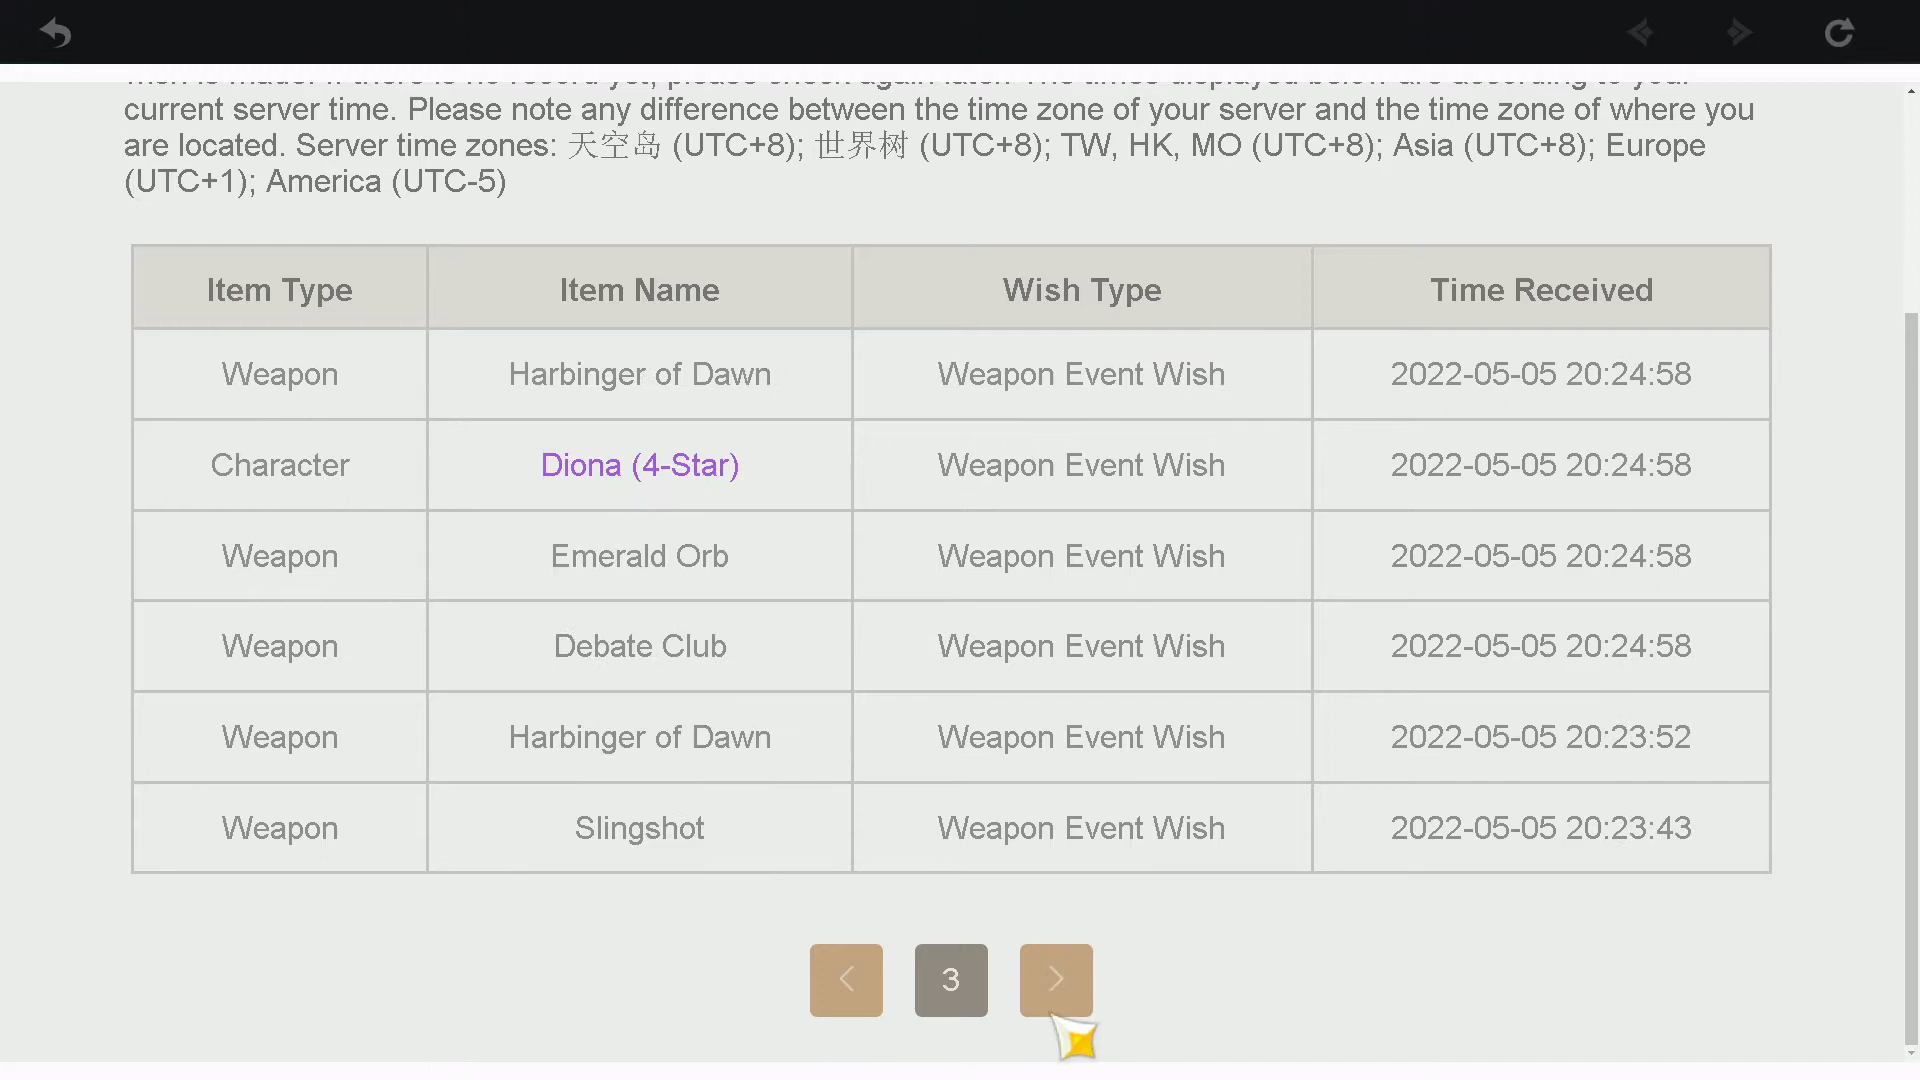 current server time. Please note any difference between the time zone of your server and the time zone of where you
are located. Server time zones: 天空岛 (UTC+8); 世界树 (UTC+8); TW, HK, MO (UTC+8); Asia (UTC+8); Europe
(UTC+1); America (UTC-5)
Item Type Item Name Wish Type Time Received
Weapon Harbinger of Dawn Weapon Event Wish 2022-05-05 20:24:58
Character Diona (4-Star) Weapon Event Wish 2022-05-05 20:24:58
Weapon Emerald Orb Weapon Event Wish 2022-05-05 20:24:58
Weapon Debate Club Weapon Event Wish 2022-05-05 20:24:58
Weapon Harbinger of Dawn Weapon Event Wish 2022-05-05 20:23:52
Weapon Slingshot Weapon Event Wish 2022-05-05 20:23:43
3